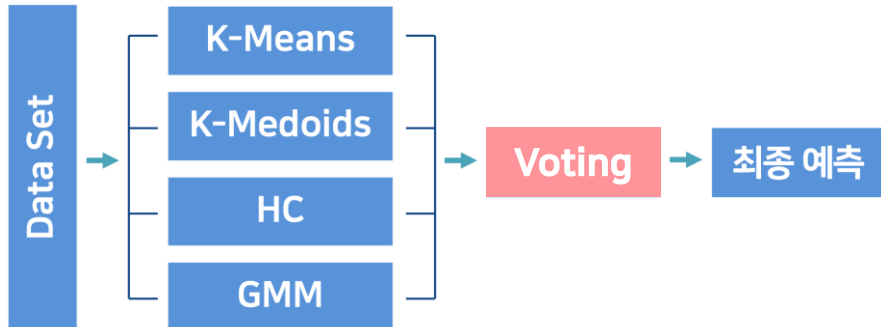 Data Set
K-Means
K-Medoids
HC
GMM
Voting
최종 예측